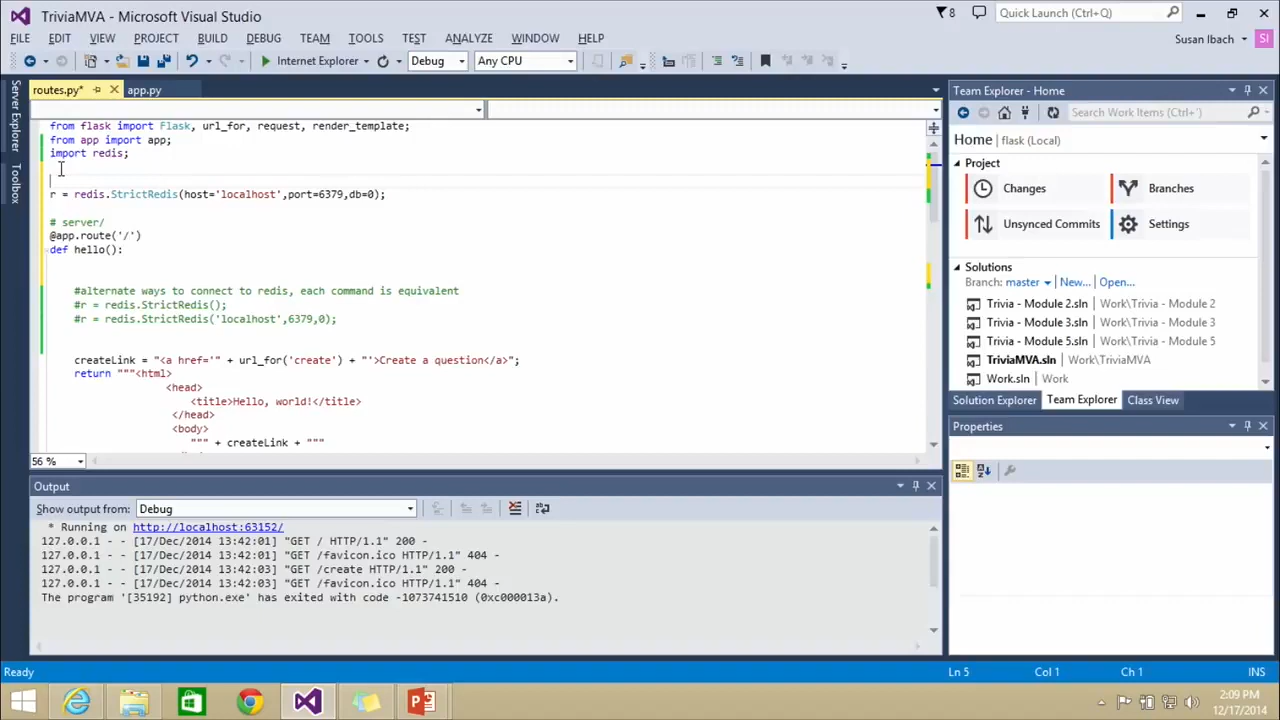 TriviaMVA - Microsoft Visual Studio
8
Quick Launch (Ctrl+Q)
FILE EDIT VIEW PROJECT BUILD DEBUG TEAM TOOLS TEST ANALYZE WINDOW HELP
Susan Ibach
SI
Internet Explorer
Debug
Any CPU
Server Explorer
Toolbox
routes.py*
app.py
from flask import Flask, url_for, request, render_template;
from app import app;
import redis;
r = redis.StrictRedis(host='localhost',port=6379,db=0);
# server/
@app.route('/')
def hello():
#alternate ways to connect to redis, each command is equivalent
#r = redis.StrictRedis();
#r = redis.StrictRedis('localhost',6379,0);
createLink = "<a href='" + url_for('create') + "'>Create a question</a>";
return """<html>
<head>
<title>Hello, world!</title>
</head>
<body>
""" + createLink + """
56 %
Team Explorer - Home
Search Work Items (Ctrl+')
Home flask (Local)
Project
Changes
Branches
Unsynced Commits
Settings
Solutions
Branch: master New... Open...
Trivia - Module 2.sln Work\Trivia - Module 2
Trivia - Module 3.sln Work\Trivia - Module 3
Trivia - Module 5.sln Work\Trivia - Module 5
TriviaMVA.sln Work\TriviaMVA
Work.sln Work
Solution Explorer Team Explorer Class View
Properties
Output
Show output from: Debug
* Running on http://localhost:63152/
127.0.0.1 - - [17/Dec/2014 13:42:01] "GET / HTTP/1.1" 200 -
127.0.0.1 - - [17/Dec/2014 13:42:01] "GET /favicon.ico HTTP/1.1" 404 -
127.0.0.1 - - [17/Dec/2014 13:42:03] "GET /create HTTP/1.1" 200 -
127.0.0.1 - - [17/Dec/2014 13:42:03] "GET /favicon.ico HTTP/1.1" 404 -
The program '[35192] python.exe' has exited with code -1073741510 (0xc000013a).
Ready
Ln 5
Col 1
Ch 1
INS
2:09 PM
12/17/2014